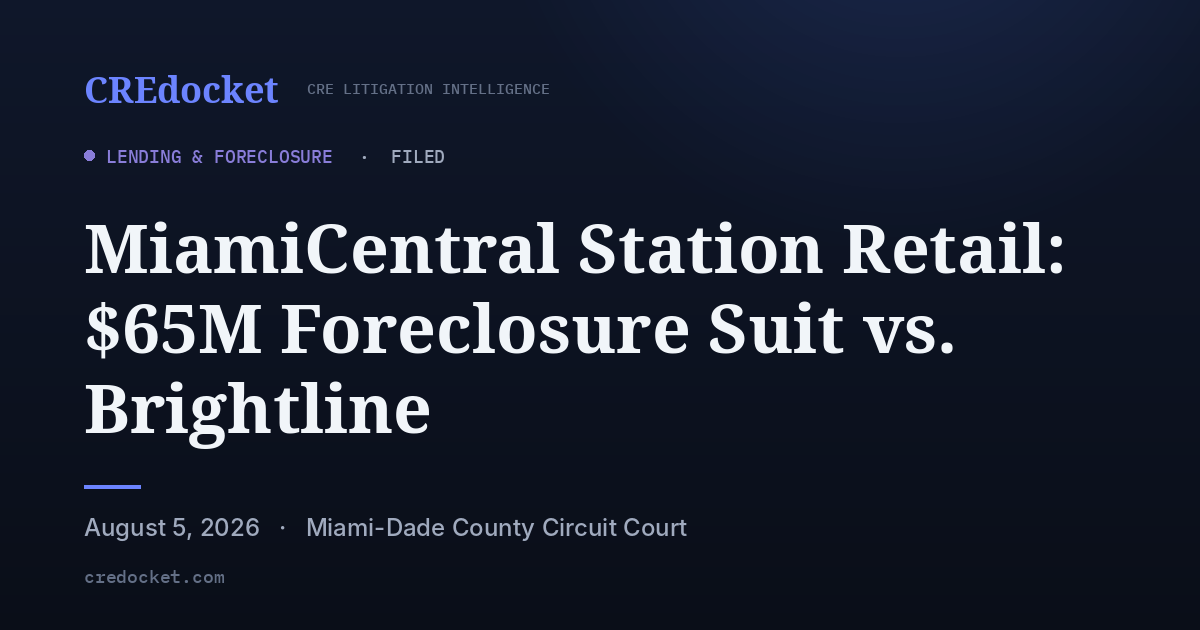 CREdocket CRE LITIGATION INTELLIGENCE
LENDING & FORECLOSURE · FILED
MiamiCentral Station Retail:
$65M Foreclosure Suit vs.
Brightline
August 5, 2026 · Miami-Dade County Circuit Court
credocket.com